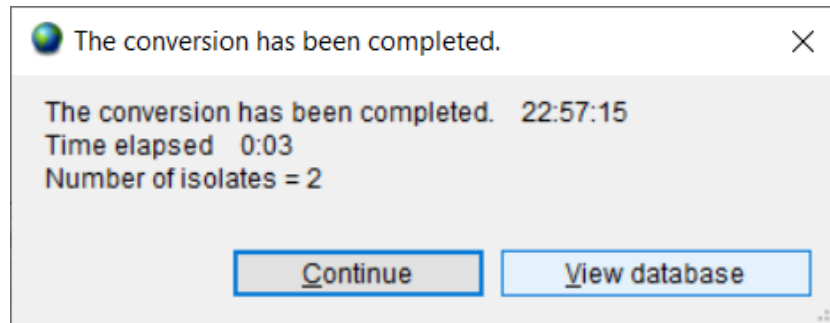 The conversion has been completed.
The conversion has been completed. 22:57:15
Time elapsed 0:03
Number of isolates = 2
Continue View database